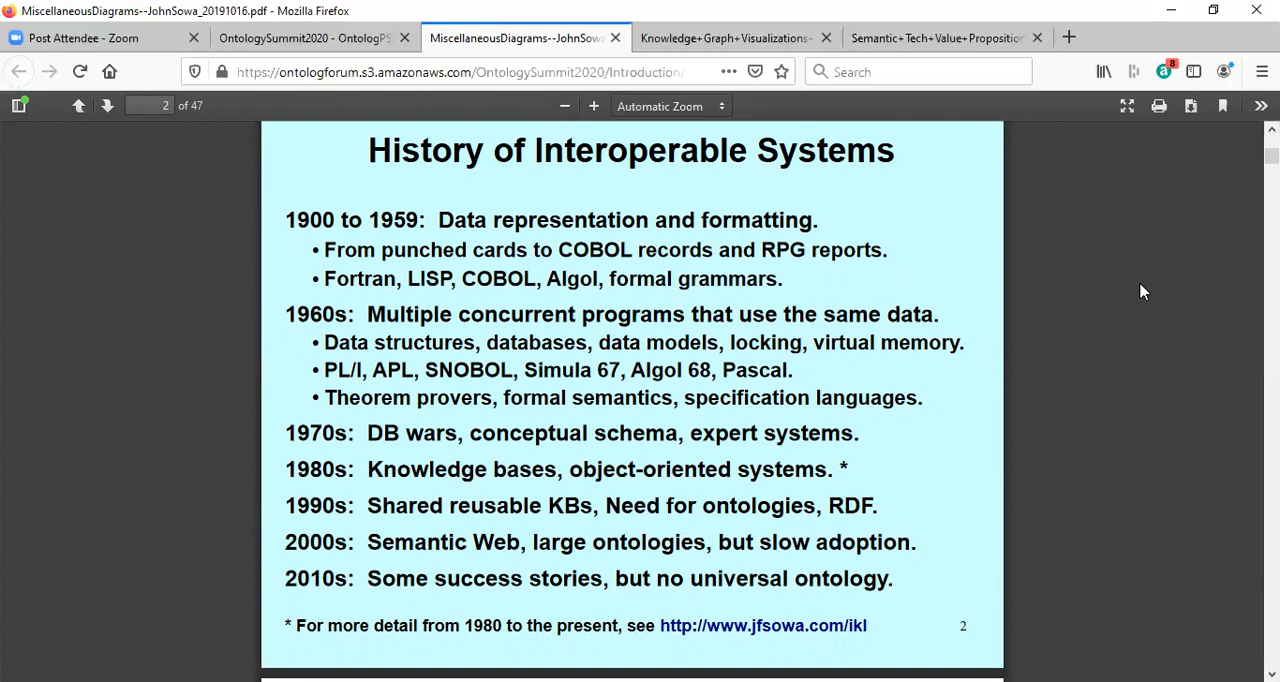 MiscellaneousDiagrams--JohnSowa_20191016.pdf - Mozilla Firefox
Post Attendee - Zoom
OntologySummit2020 - OntologPS
MiscellaneousDiagrams--JohnSowa
Knowledge+Graph+Visualizations-
Semantic+Tech+Value+Proposition
https://ontologforum.s3.amazonaws.com/OntologySummit2020/Introduction/
Search
8
2 of 47
Automatic Zoom
History of Interoperable Systems
1900 to 1959: Data representation and formatting.
• From punched cards to COBOL records and RPG reports.
• Fortran, LISP, COBOL, Algol, formal grammars.
1960s: Multiple concurrent programs that use the same data.
• Data structures, databases, data models, locking, virtual memory.
• PL/I, APL, SNOBOL, Simula 67, Algol 68, Pascal.
• Theorem provers, formal semantics, specification languages.
1970s: DB wars, conceptual schema, expert systems.
1980s: Knowledge bases, object-oriented systems. *
1990s: Shared reusable KBs, Need for ontologies, RDF.
2000s: Semantic Web, large ontologies, but slow adoption.
2010s: Some success stories, but no universal ontology.
* For more detail from 1980 to the present, see http://www.jfsowa.com/ikl
2